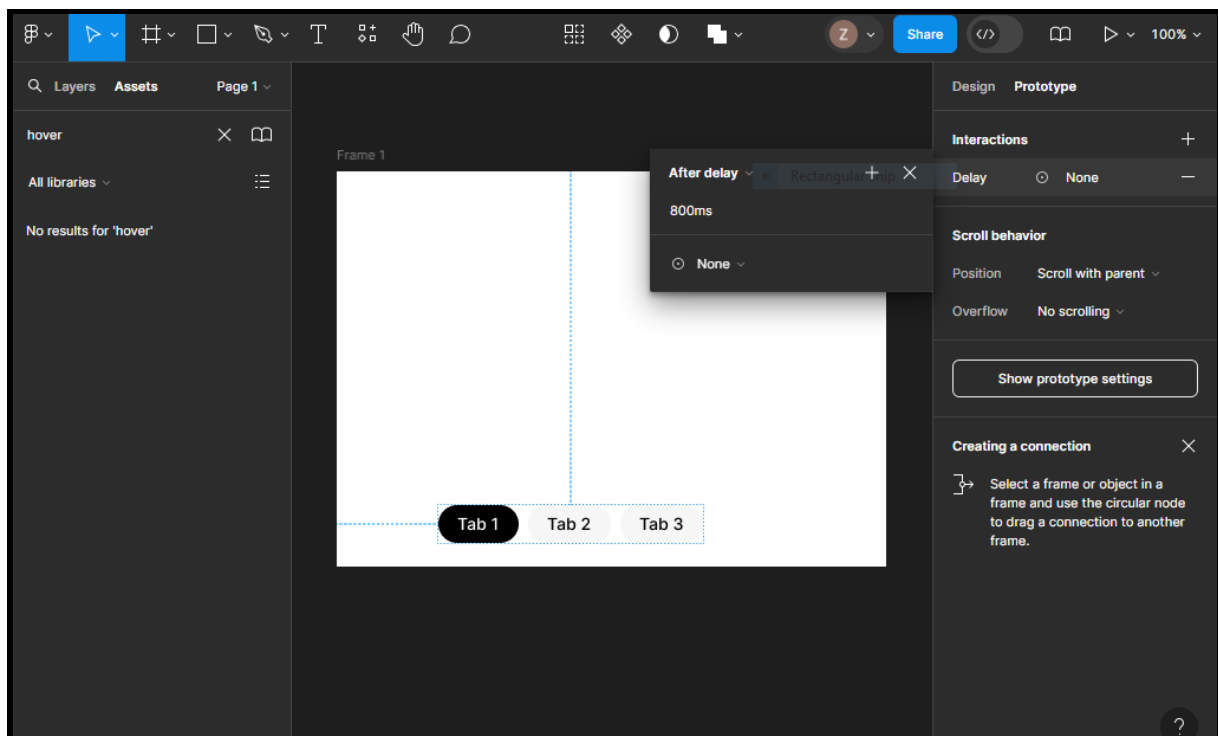 Z
Share
100%
Layers Assets Page 1
Design Prototype
hover
Interactions
Frame 1
After delay
Delay None
All libraries
800ms
No results for 'hover'
Scroll behavior
None
Position Scroll with parent
Overflow No scrolling
Show prototype settings
Creating a connection
Select a frame or object in a
frame and use the circular node
to drag a connection to another
frame.
Tab 1 Tab 2 Tab 3
?